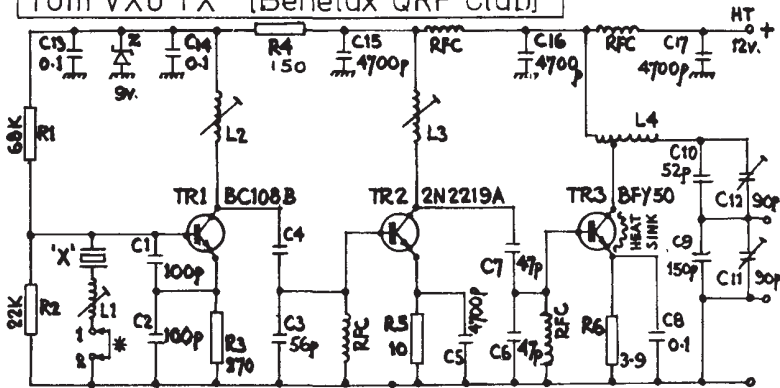 10m VXO TX [Benelux QRP Club]
C13
0.1
Z
9v.
C14
0.1
R4
150
C15
4700p
RFC
C16
4700p
RFC
C17
4700p
HT
+
12v.
68K
R1
L2
L3
L4
TR1 BC108B
TR2 2N2219A
TR3 BFY50
HEAT
SINK
C10
52p
C12
90p
'X'
C1
100p
C4
C7
47p
C9
150p
C11
90p
22K
R2
L1
1
2
*
C2
100p
R3
270
C3
56p
RFC
R5
10
4700p
C5
C6
47p
RFC
R6
3.9
C8
0.1